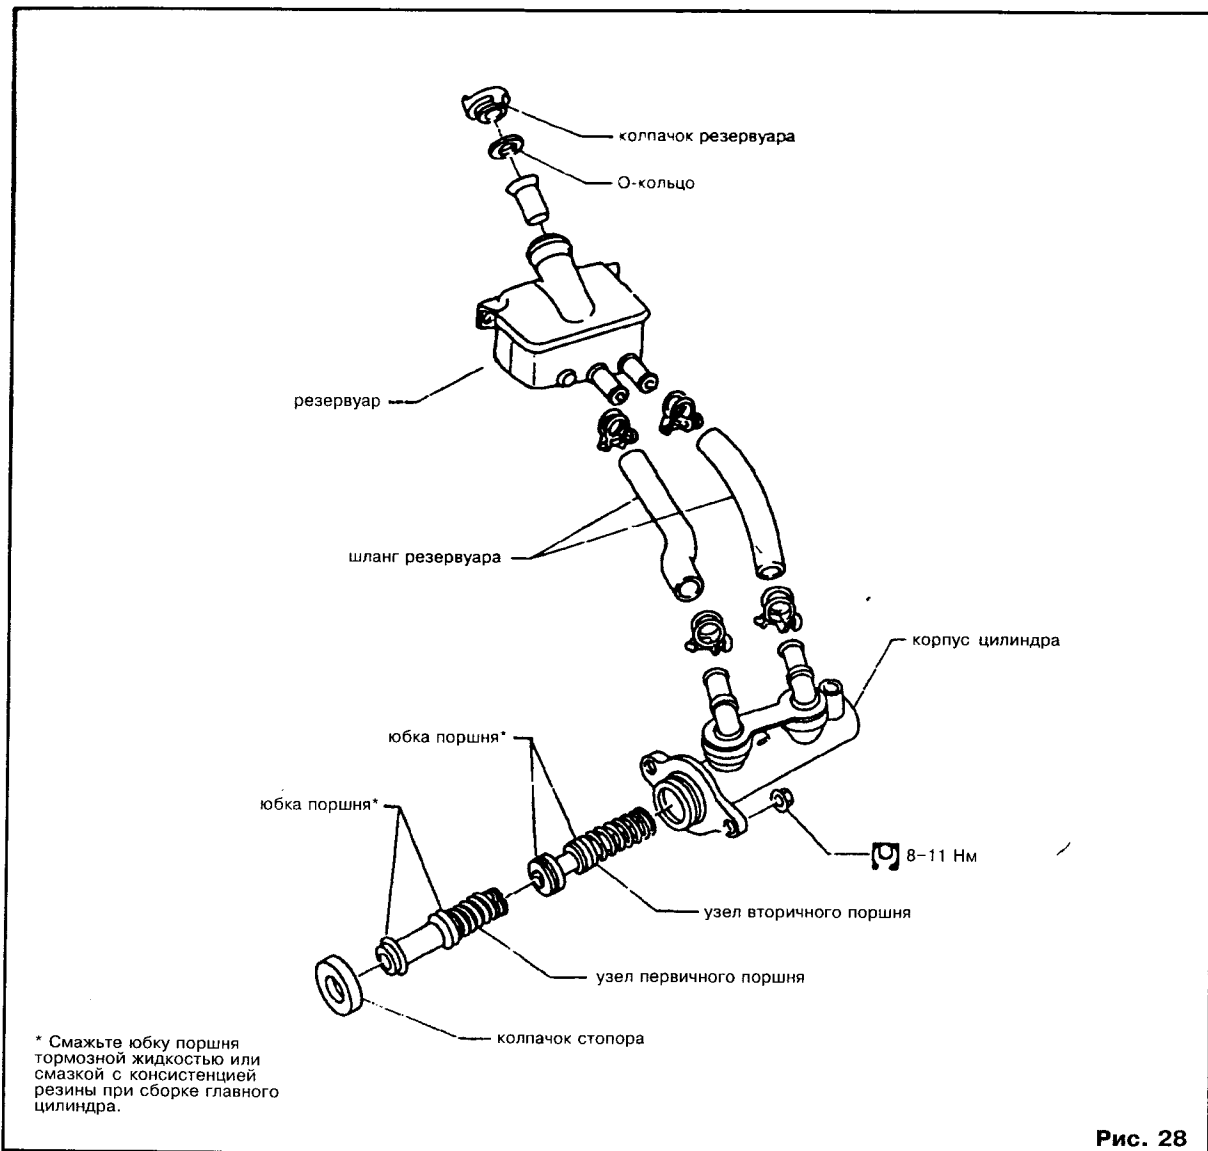 колпачок резервуара
О-кольцо
резервуар
шланг резервуара
корпус цилиндра
юбка поршня*
юбка поршня*
8-11 Нм
узел вторичного поршня
узел первичного поршня
колпачок стопора
* Смажьте юбку поршня
тормозной жидкостью или
смазкой с консистенцией
резины при сборке главного
цилиндра.
Рис. 28